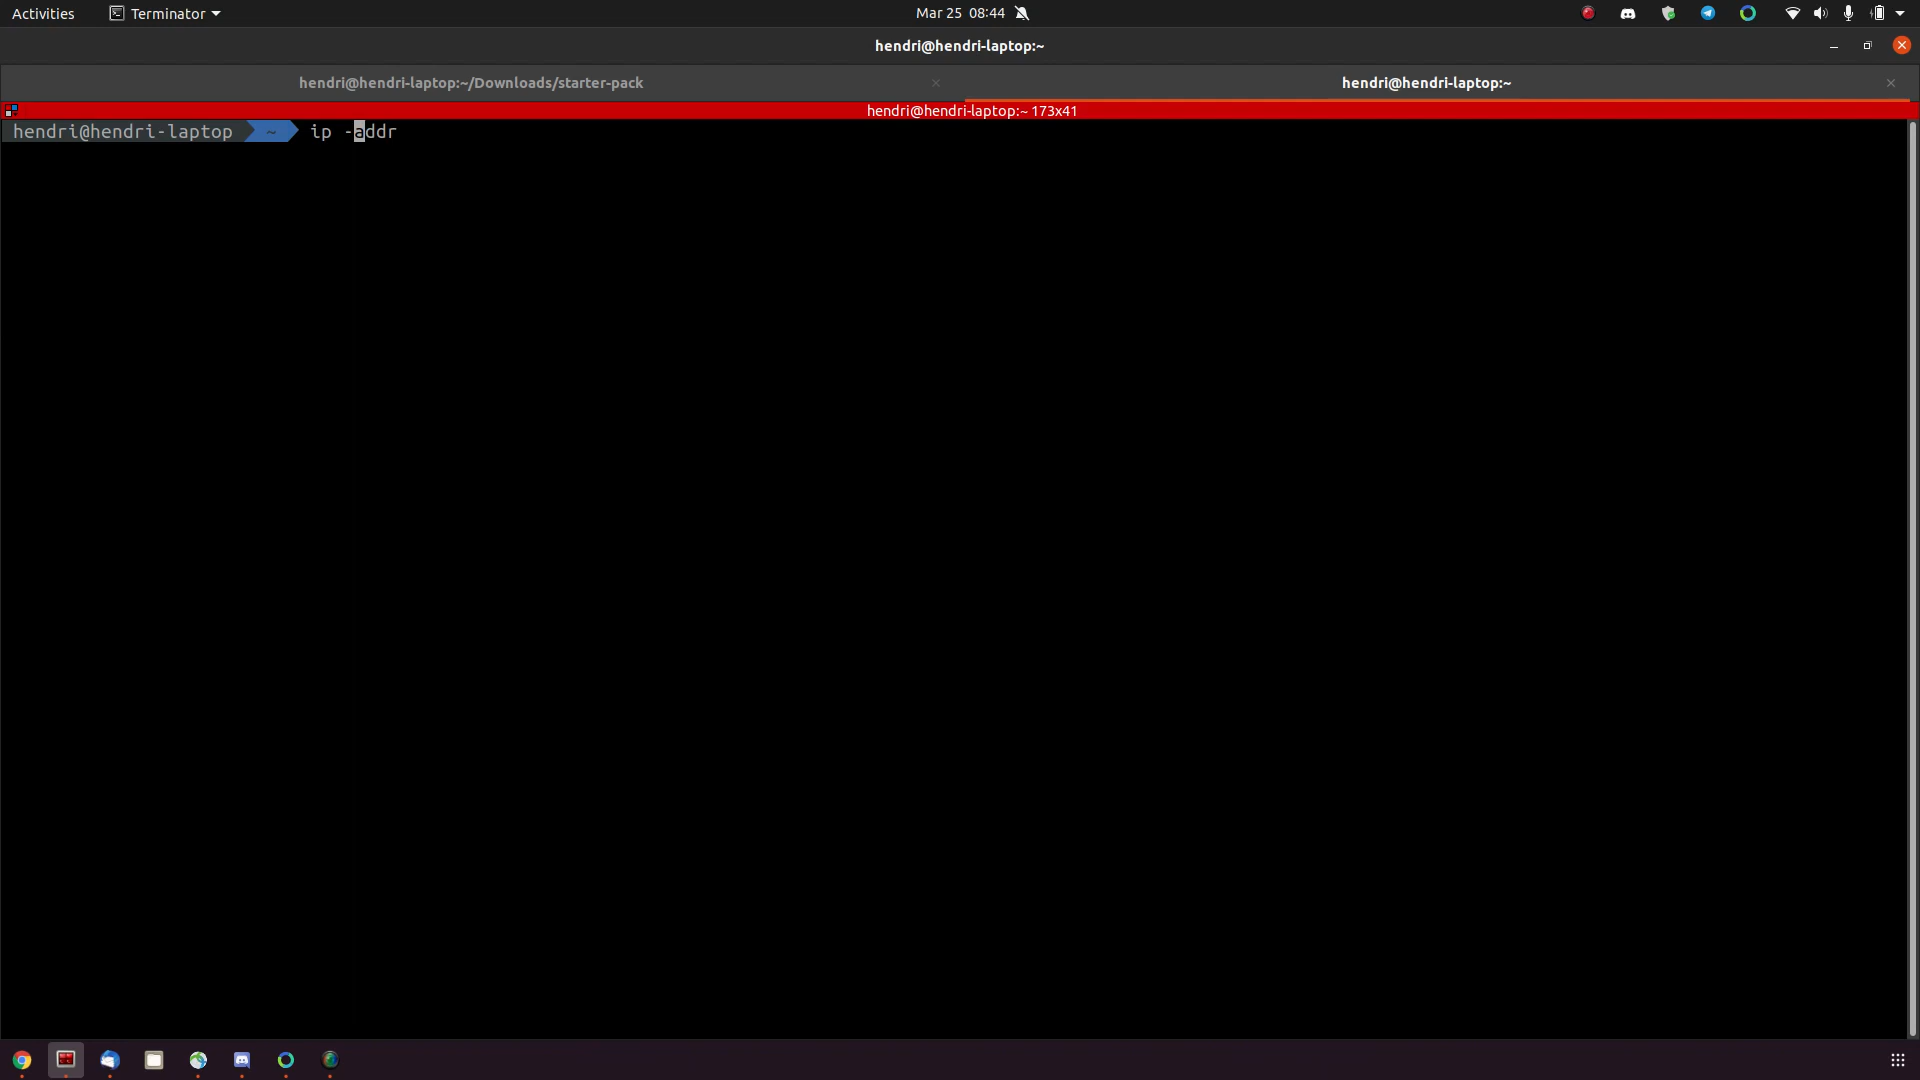 Activities Terminator Mar 25 08:44
hendri@hendri-laptop:~
hendri@hendri-laptop:~/Downloads/starter-pack hendri@hendri-laptop:~
hendri@hendri-laptop:~ 173x41
hendri@hendri-laptop ~ ip -addr